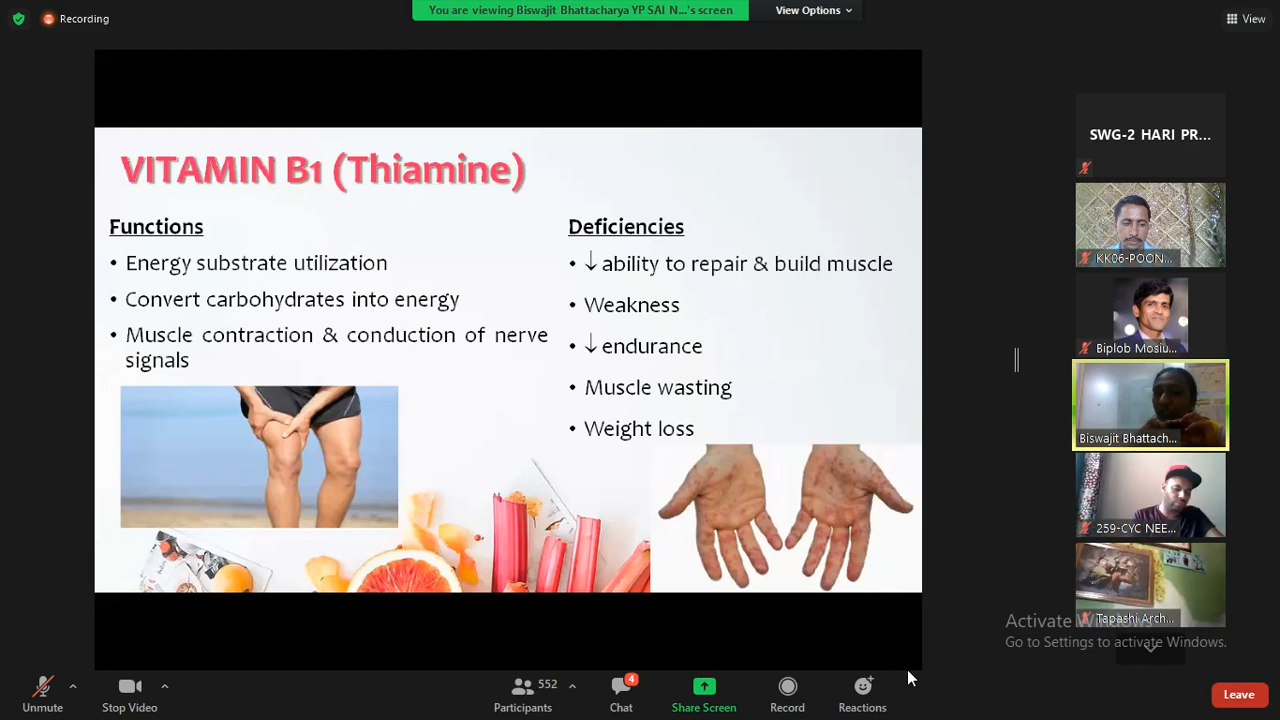 Recording
You are viewing Biswajit Bhattacharya YP SAI N...'s screen
View Options
View
VITAMIN B1 (Thiamine)
Functions
• Energy substrate utilization
• Convert carbohydrates into energy
• Muscle contraction & conduction of nerve
signals
Deficiencies
• ↓ ability to repair & build muscle
• Weakness
• ↓ endurance
• Muscle wasting
• Weight loss
SWG-2 HARI PR...
KK06-POON...
Biplob Mosiu...
Biswajit Bhattach...
259-CYC NEE...
Tapashi Arch...
Activate Windows
Go to Settings to activate Windows.
Unmute
Stop Video
552
Participants
4
Chat
Share Screen
Record
Reactions
Leave